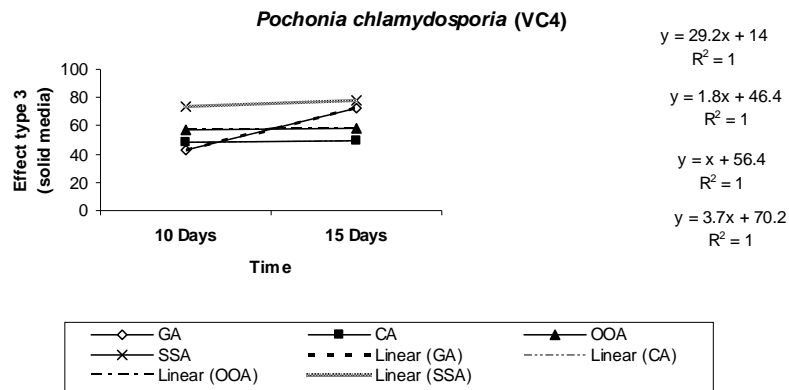 Pochonia chlamydosporia (VC4)
y = 29.2x + 14
R² = 1
y = 1.8x + 46.4
R² = 1
y = x + 56.4
R² = 1
y = 3.7x + 70.2
R² = 1
Effect type 3
(solid media)
100
80
60
40
20
0
10 Days
15 Days
Time
GA
CA
OOA
SSA
Linear (GA)
Linear (CA)
Linear (OOA)
Linear (SSA)